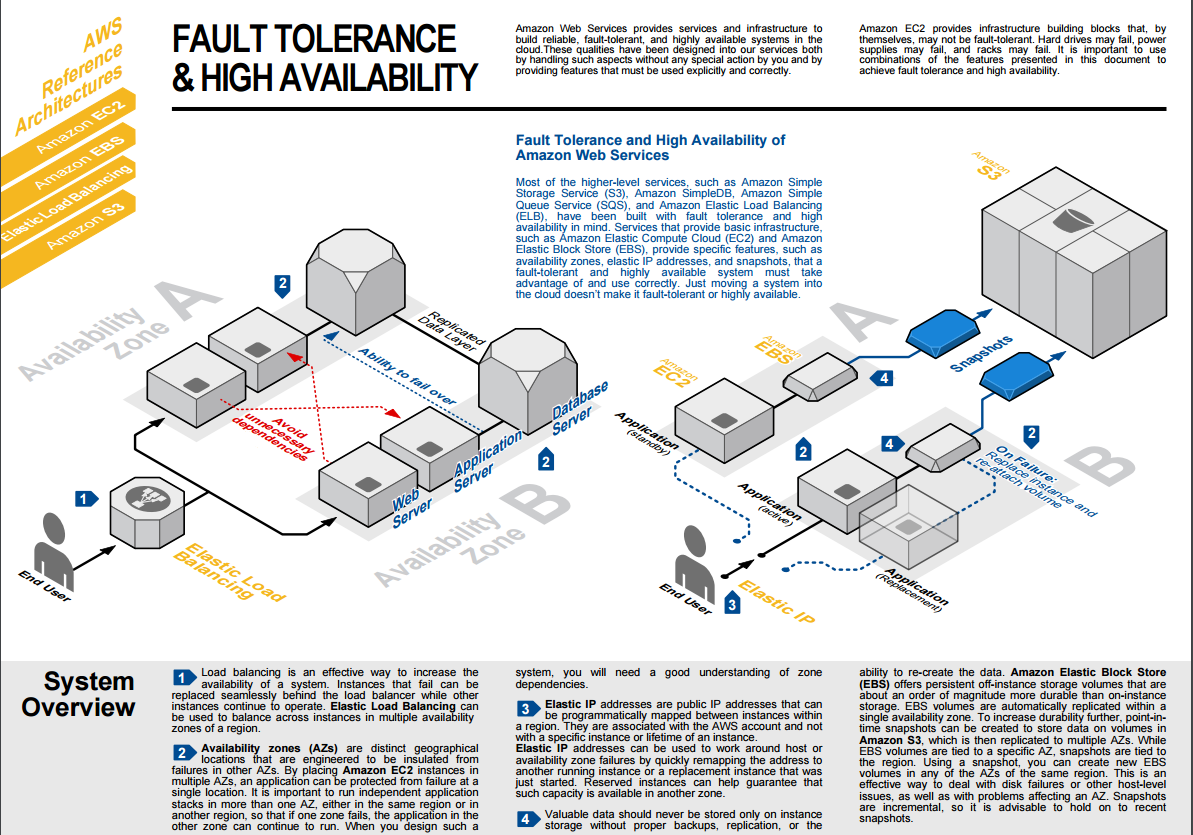 AWS
Reference
Architectures
Amazon EC2
Amazon EBS
Elastic Load Balancing
Amazon S3
FAULT TOLERANCE
& HIGH AVAILABILITY
Amazon Web Services provides services and infrastructure to
build reliable, fault-tolerant, and highly available systems in the
cloud.These qualities have been designed into our services both
by handling such aspects without any special action by you and by
providing features that must be used explicitly and correctly.
Amazon EC2 provides infrastructure building blocks that, by
themselves, may not be fault-tolerant. Hard drives may fail, power
supplies may fail, and racks may fail. It is important to use
combinations of the features presented in this document to
achieve fault tolerance and high availability.
Fault Tolerance and High Availability of
Amazon Web Services
Most of the higher-level services, such as Amazon Simple
Storage Service (S3), Amazon SimpleDB, Amazon Simple
Queue Service (SQS), and Amazon Elastic Load Balancing
(ELB), have been built with fault tolerance and high
availability in mind. Services that provide basic infrastructure,
such as Amazon Elastic Compute Cloud (EC2) and Amazon
Elastic Block Store (EBS), provide specific features, such as
availability zones, elastic IP addresses, and snapshots, that a
fault-tolerant and highly available system must take
advantage of and use correctly. Just moving a system into
the cloud doesn't make it fault-tolerant or highly available.
Availability
Zone
A
2
Replicated
Data Layer
Ability to fail over
Avoid
unnecessary
dependencies
Database
Server
Application
Server
Web
Server
2
Availability
Zone
B
1
Elastic Load
Balancing
End User
Amazon
S3
A
Amazon
EBS
Amazon
EC2
Snapshots
4
Application
(standby)
2
4
2
On Failure:
Replace instance and
re-attach volume
B
Application
(active)
Application
(Replacement)
End User
3
Elastic IP
System
Overview
1 Load balancing is an effective way to increase the
availability of a system. Instances that fail can be
replaced seamlessly behind the load balancer while other
instances continue to operate. Elastic Load Balancing can
be used to balance across instances in multiple availability
zones of a region.
2 Availability zones (AZs) are distinct geographical
locations that are engineered to be insulated from
failures in other AZs. By placing Amazon EC2 instances in
multiple AZs, an application can be protected from failure at a
single location. It is important to run independent application
stacks in more than one AZ, either in the same region or in
another region, so that if one zone fails, the application in the
other zone can continue to run. When you design such a
system, you will need a good understanding of zone
dependencies.
3 Elastic IP addresses are public IP addresses that can
be programmatically mapped between instances within
a region. They are associated with the AWS account and not
with a specific instance or lifetime of an instance.
Elastic IP addresses can be used to work around host or
availability zone failures by quickly remapping the address to
another running instance or a replacement instance that was
just started. Reserved instances can help guarantee that
such capacity is available in another zone.
4 Valuable data should never be stored only on instance
storage without proper backups, replication, or the
ability to re-create the data. Amazon Elastic Block Store
(EBS) offers persistent off-instance storage volumes that are
about an order of magnitude more durable than on-instance
storage. EBS volumes are automatically replicated within a
single availability zone. To increase durability further, point-in-
time snapshots can be created to store data on volumes in
Amazon S3, which is then replicated to multiple AZs. While
EBS volumes are tied to a specific AZ, snapshots are tied to
the region. Using a snapshot, you can create new EBS
volumes in any of the AZs of the same region. This is an
effective way to deal with disk failures or other host-level
issues, as well as with problems affecting an AZ. Snapshots
are incremental, so it is advisable to hold on to recent
snapshots.